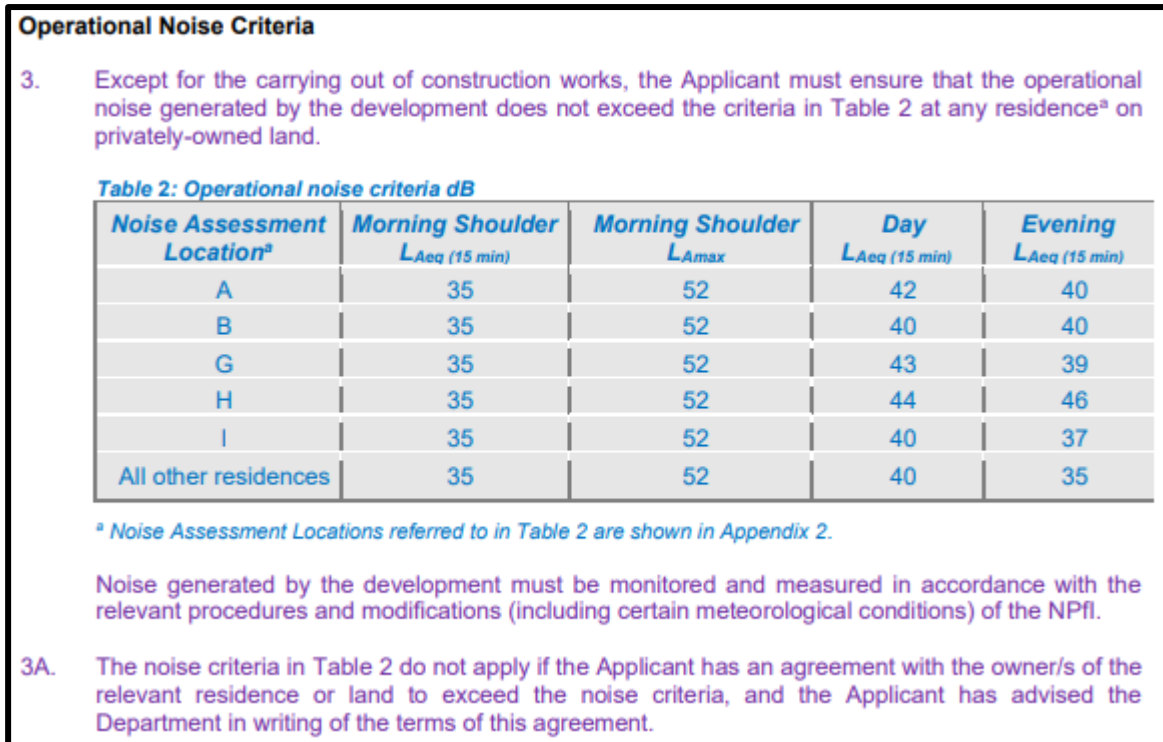 Operational Noise Criteria
3. Except for the carrying out of construction works, the Applicant must ensure that the operational
noise generated by the development does not exceed the criteria in Table 2 at any residenceᵃ on
privately-owned land.
Table 2: Operational noise criteria dB
Noise Assessment Locationᵃ | Morning Shoulder LAeq (15 min) | Morning Shoulder LAmax | Day LAeq (15 min) | Evening LAeq (15 min)
A | 35 | 52 | 42 | 40
B | 35 | 52 | 40 | 40
G | 35 | 52 | 43 | 39
H | 35 | 52 | 44 | 46
I | 35 | 52 | 40 | 37
All other residences | 35 | 52 | 40 | 35
ᵃ Noise Assessment Locations referred to in Table 2 are shown in Appendix 2.
Noise generated by the development must be monitored and measured in accordance with the
relevant procedures and modifications (including certain meteorological conditions) of the NPfI.
3A. The noise criteria in Table 2 do not apply if the Applicant has an agreement with the owner/s of the
relevant residence or land to exceed the noise criteria, and the Applicant has advised the
Department in writing of the terms of this agreement.